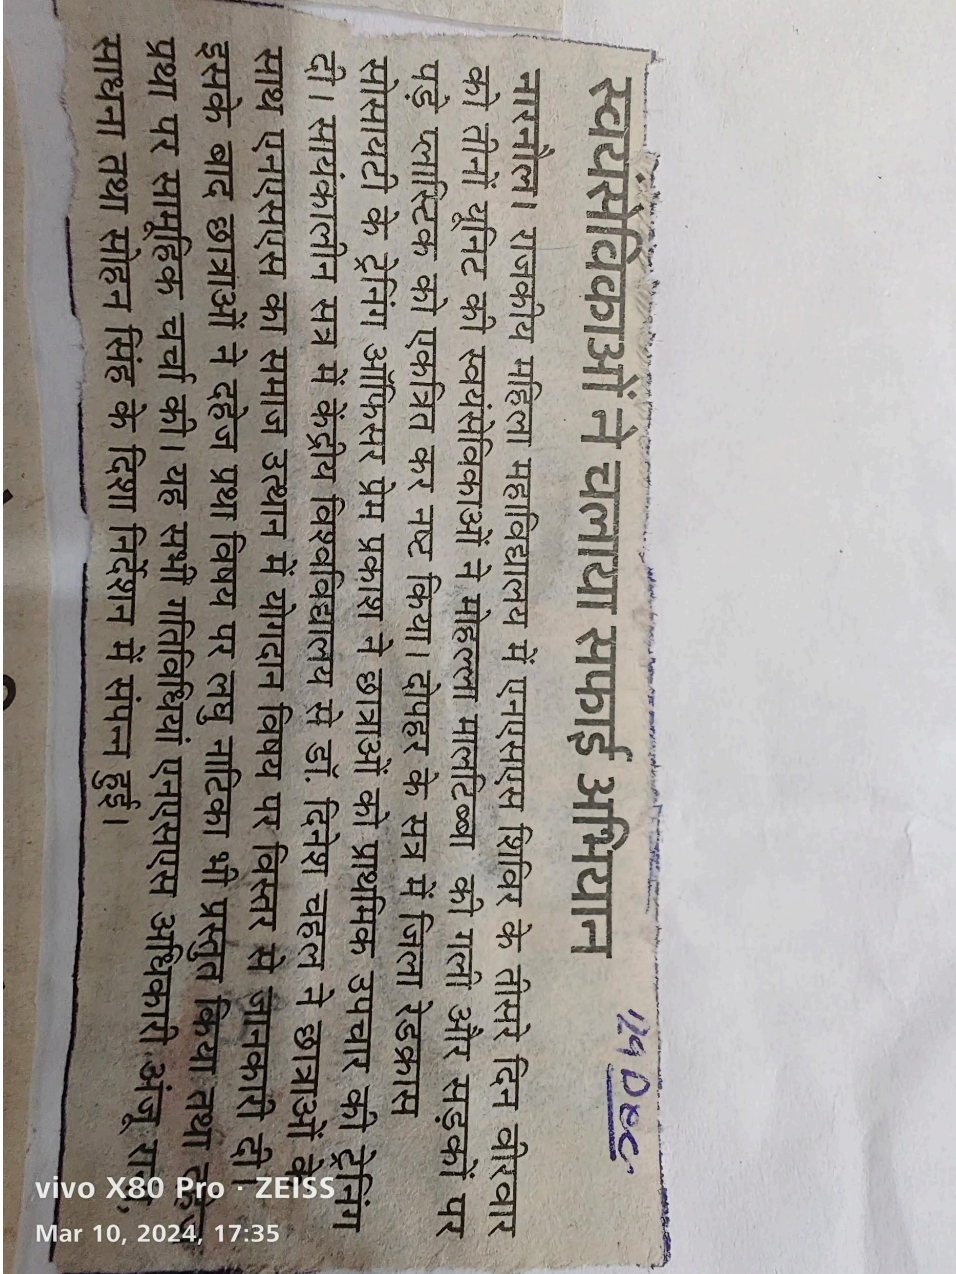 स्वयंसेविकाओं ने चलाया सफाई अभियान
29 Dec
नारनौल। राजकीय महिला महाविद्यालय में एनएसएस शिविर के तीसरे दिन वीरवार
को तीनों यूनिट की स्वयंसेविकाओं ने मोहल्ला मालटिब्बा की गली और सड़कों पर
पड़े प्लास्टिक को एकत्रित कर नष्ट किया। दोपहर के सत्र में जिला रेडक्रास
सोसायटी के ट्रेनिंग ऑफिसर प्रेम प्रकाश ने छात्राओं को प्राथमिक उपचार की ट्रेनिंग
दी। सायंकालीन सत्र में केंद्रीय विश्वविद्यालय से डॉ. दिनेश चहल ने छात्राओं के
साथ एनएसएस का समाज उत्थान में योगदान विषय पर विस्तार से जानकारी दी।
इसके बाद छात्राओं ने दहेज प्रथा विषय पर लघु नाटिका भी प्रस्तुत किया तथा दहेज
प्रथा पर सामूहिक चर्चा की। यह सभी गतिविधियां एनएसएस अधिकारी अंजू
साधना तथा सोहन सिंह के दिशा निर्देशन में संपन्न हुई।
vivo X80 Pro · ZEISS
Mar 10, 2024, 17:35